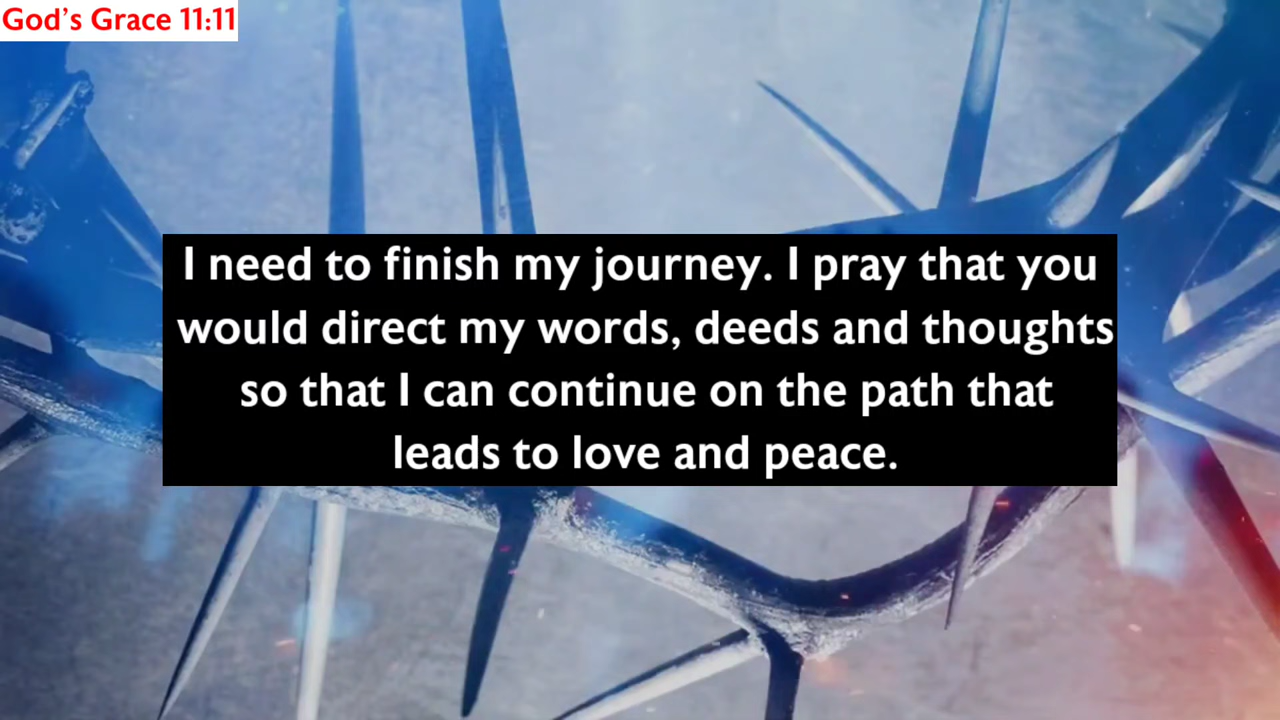 God's Grace 11:11
I need to finish my journey. I pray that you
would direct my words, deeds and thoughts
so that I can continue on the path that
leads to love and peace.